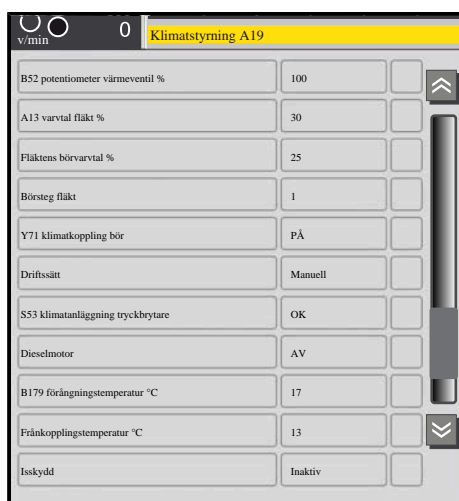 v/min 0 Klimatstyrning A19
B52 potentiometer värmeventil % 100
A13 varvtal fläkt % 30
Fläktens börvarvtal % 25
Börsteg fläkt 1
Y71 klimatkoppling bör PÅ
Driftssätt Manuell
S53 klimatanläggning tryckbrytare OK
Dieselmotor AV
B179 förångningstemperatur °C 17
Frånkopplingstemperatur °C 13
Isskydd Inaktiv